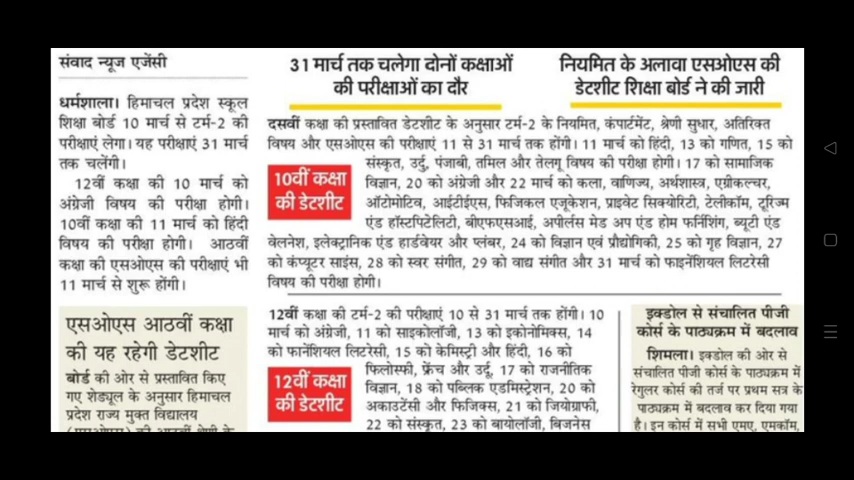 संवाद न्यूज एजेंसी
धर्मशाला। हिमाचल प्रदेश स्कूल
शिक्षा बोर्ड 10 मार्च से टर्म-2 की
परीक्षाएं लेगा। यह परीक्षाएं 31 मार्च
तक चलेंगी।
12वीं कक्षा की 10 मार्च को
अंग्रेजी विषय की परीक्षा होगी।
10वीं कक्षा की 11 मार्च को हिंदी
विषय की परीक्षा होगी। आठवीं
कक्षा की एसओएस की परीक्षाएं भी
11 मार्च से शुरू होंगी।
एसओएस आठवीं कक्षा
की यह रहेगी डेटशीट
बोर्ड की ओर से प्रस्तावित किए
गए शेड्यूल के अनुसार हिमाचल
प्रदेश राज्य मुक्त विद्यालय
(एसओएस) की आठवीं श्रेणी के
31 मार्च तक चलेगा दोनों कक्षाओं
की परीक्षाओं का दौर
नियमित के अलावा एसओएस की
डेटशीट शिक्षा बोर्ड ने की जारी
दसवीं कक्षा की प्रस्तावित डेटशीट के अनुसार टर्म-2 के नियमित, कंपार्टमेंट, श्रेणी सुधार, अतिरिक्त
विषय और एसओएस की परीक्षाएं 11 से 31 मार्च तक होंगी। 11 मार्च को हिंदी, 13 को गणित, 15 को
संस्कृत, उर्दू, पंजाबी, तमिल और तेलगू विषय की परीक्षा होगी। 17 को सामाजिक
विज्ञान, 20 को अंग्रेजी और 22 मार्च को कला, वाणिज्य, अर्थशास्त्र, एग्रीकल्चर,
ऑटोमोटिव, आईटीईएस, फिजिकल एजूकेशन, प्राइवेट सिक्योरिटी, टेलीकॉम, टूरिज्म
एंड हॉस्टपिटेलिटी, बीएफएसआई, अपीर्लस मेड अप एंड होम फर्निशिंग, ब्यूटी एंड
वेलनेश, इलेक्ट्रानिक एंड हार्डवेयर और प्लंबर, 24 को विज्ञान एवं प्रौद्योगिकी, 25 को गृह विज्ञान, 27
को कंप्यूटर साइंस, 28 को स्वर संगीत, 29 को वाद्य संगीत और 31 मार्च को फाइनेंशियल लिटरेसी
विषय की परीक्षा होगी।
10वीं कक्षा
की डेटशीट
12वीं कक्षा की टर्म-2 की परीक्षाएं 10 से 31 मार्च तक होंगी। 10
मार्च को अंग्रेजी, 11 को साइकोलॉजी, 13 को इकोनोमिक्स, 14
को फानेंशियल लिटरेसी, 15 को केमिस्ट्री और हिंदी, 16 को
फिलोस्फी, फ्रेंच और उर्दू, 17 को राजनीतिक
विज्ञान, 18 को पब्लिक एडमिस्ट्रेशन, 20 को
अकाउटेंसी और फिजिक्स, 21 को जियोग्राफी,
22 को संस्कृत, 23 को बायोलॉजी, बिजनेस
12वीं कक्षा
की डेटशीट
इक्डोल से संचालित पीजी
कोर्स के पाठ्यक्रम में बदलाव
शिमला। इक्डोल की ओर से
संचालित पीजी कोर्स के पाठ्यक्रम में
रेगुलर कोर्स की तर्ज पर प्रथम सत्र के
पाठ्यक्रम में बदलाव कर दिया गया
है। इन कोर्स में सभी एमए, एमकॉम,